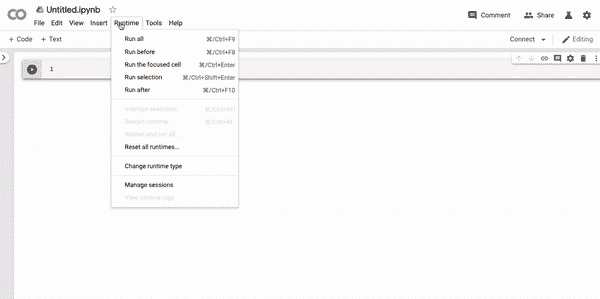 Untitled.ipynb
Comment Share
File Edit View Insert Runtime Tools Help
+ Code + Text Connect Editing
1
Run all ⌘/Ctrl+F9
Run before ⌘/Ctrl+F8
Run the focused cell ⌘/Ctrl+Enter
Run selection ⌘/Ctrl+Shift+Enter
Run after ⌘/Ctrl+F10
Interrupt execution ⌘/Ctrl+M I
Restart runtime... ⌘/Ctrl+M .
Restart and run all...
Reset all runtimes...
Change runtime type
Manage sessions
View runtime logs